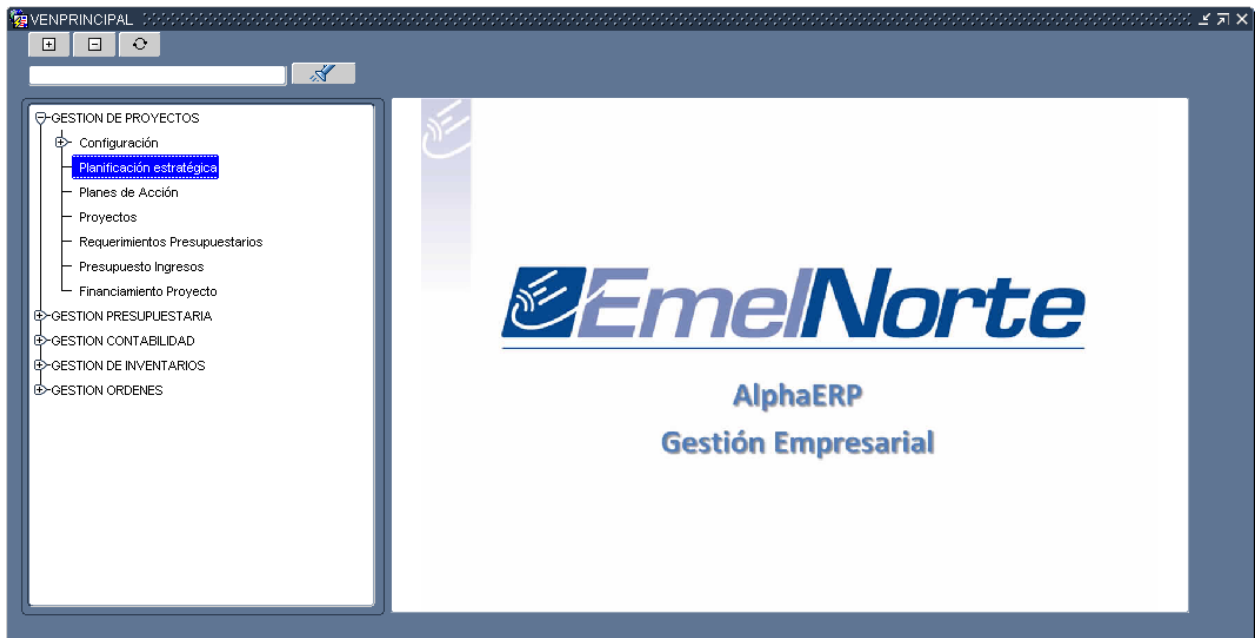 VENPRINCIPAL
GESTION DE PROYECTOS
Configuración
Planificación estratégica
Planes de Acción
Proyectos
Requerimientos Presupuestarios
Presupuesto Ingresos
Financiamiento Proyecto
GESTION PRESUPUESTARIA
GESTION CONTABILIDAD
GESTION DE INVENTARIOS
GESTION ORDENES
EmelNorte
AlphaERP
Gestión Empresarial